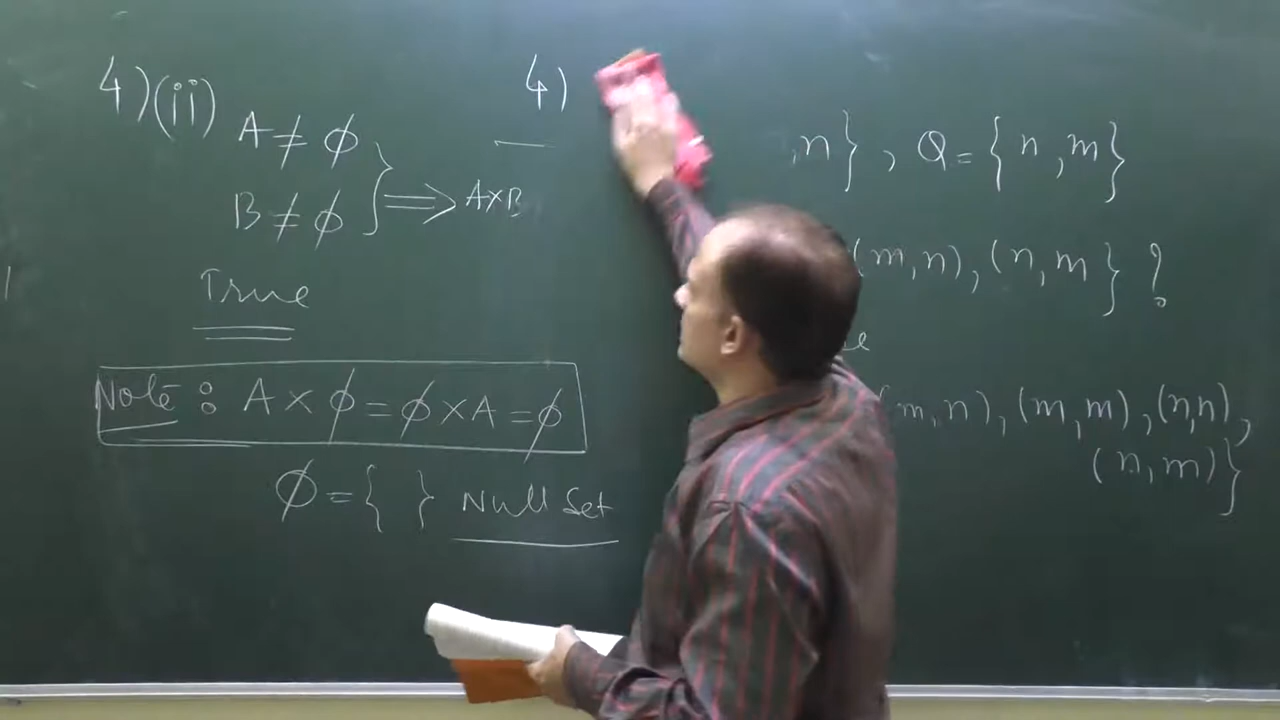 4)(ii) A ≠ ϕ
B ≠ ϕ } ⟹ A×B
True
Note : A × ϕ = ϕ × A = ϕ
ϕ = { } Null Set
4)
,n} , Q = {n ,m}
(m,n), (n,m} ?
(m,n), (m,m), (n,n),
(n,m)}